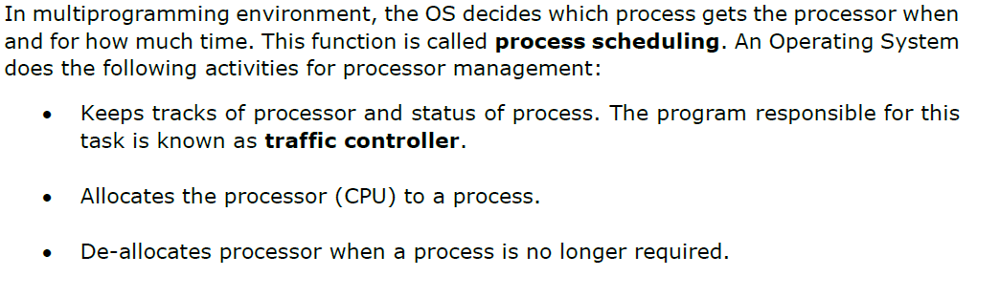 In multiprogramming environment, the OS decides which process gets the processor when
and for how much time. This function is called process scheduling. An Operating System
does the following activities for processor management:
• Keeps tracks of processor and status of process. The program responsible for this
task is known as traffic controller.
• Allocates the processor (CPU) to a process.
• De-allocates processor when a process is no longer required.